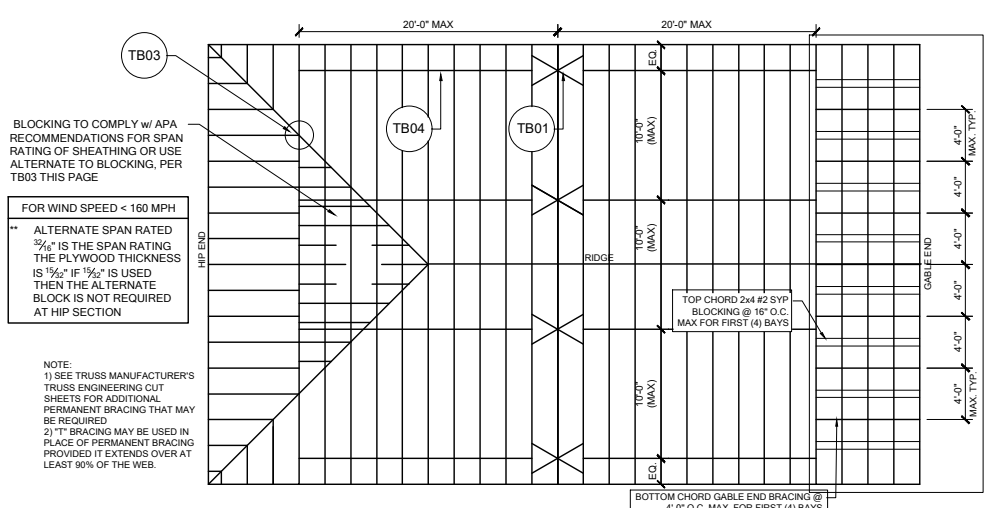 20'-0" MAX
20'-0" MAX
TB03
TB04
TB01
EQ.
10'-0"
(MAX)
10'-0"
(MAX)
10'-0"
(MAX)
EQ.
BLOCKING TO COMPLY w/ APA
RECOMMENDATIONS FOR SPAN
RATING OF SHEATHING OR USE
ALTERNATE TO BLOCKING, PER
TB03 THIS PAGE
FOR WIND SPEED < 160 MPH
** ALTERNATE SPAN RATED
32/16" IS THE SPAN RATING
THE PLYWOOD THICKNESS
IS 15/32" IF 15/32" IS USED
THEN THE ALTERNATE
BLOCK IS NOT REQUIRED
AT HIP SECTION
HIP END
RIDGE
GABLE END
NOTE:
1) SEE TRUSS MANUFACTURER'S
TRUSS ENGINEERING CUT
SHEETS FOR ADDITIONAL
PERMANENT BRACING THAT MAY
BE REQUIRED
2) "T" BRACING MAY BE USED IN
PLACE OF PERMANENT BRACING
PROVIDED IT EXTENDS OVER AT
LEAST 90% OF THE WEB.
TOP CHORD 2x4 #2 SYP
BLOCKING @ 16" O.C.
MAX FOR FIRST (4) BAYS
4'-0"
MAX. TYP.
4'-0"
4'-0"
4'-0"
4'-0"
4'-0"
MAX. TYP.
BOTTOM CHORD GABLE END BRACING @
4'-0" O.C. MAX. FOR FIRST (4) BAYS